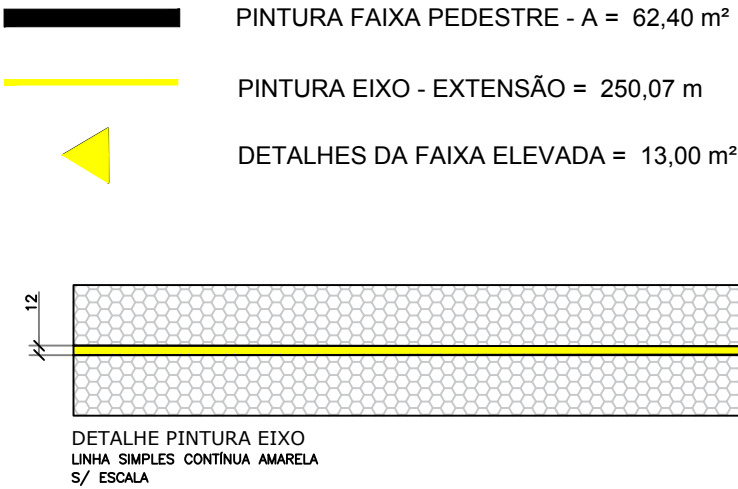 PINTURA FAIXA PEDESTRE - A = 62,40 m²
PINTURA EIXO - EXTENSÃO = 250,07 m
DETALHES DA FAIXA ELEVADA = 13,00 m²
12
DETALHE PINTURA EIXO
LINHA SIMPLES CONTÍNUA AMARELA
S/ ESCALA